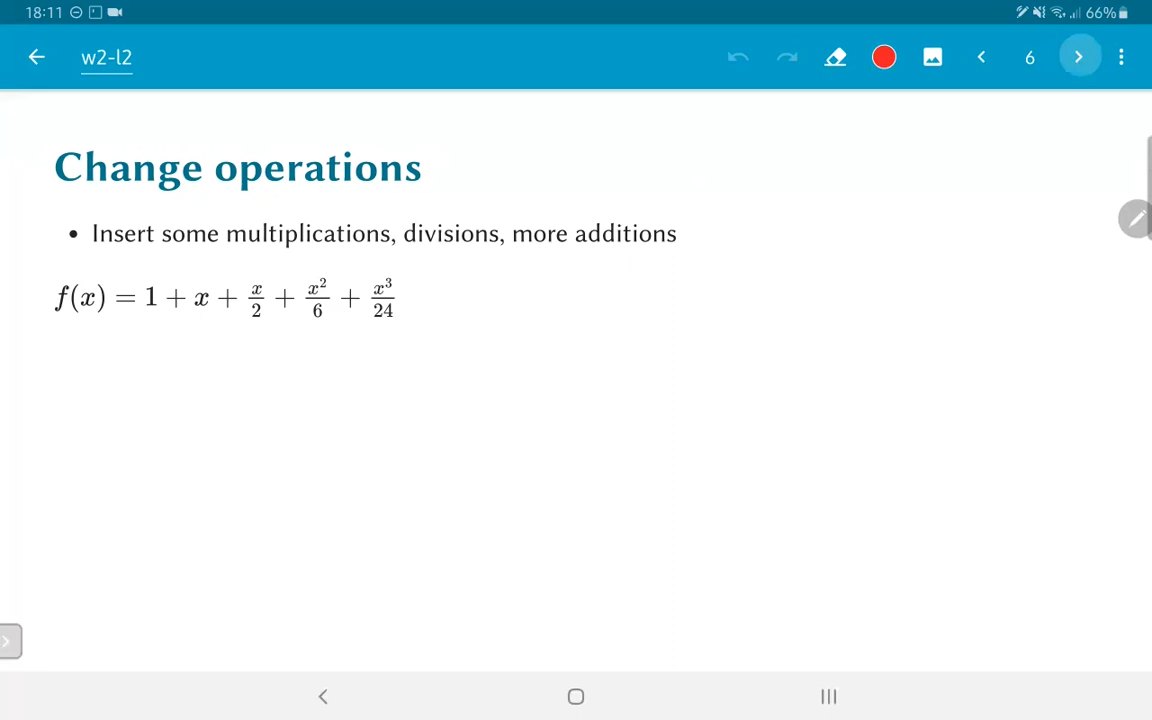 18:11 66%
w2-l2 6
Change operations
• Insert some multiplications, divisions, more additions
f(x) = 1 + x + x/2 + x²/6 + x³/24